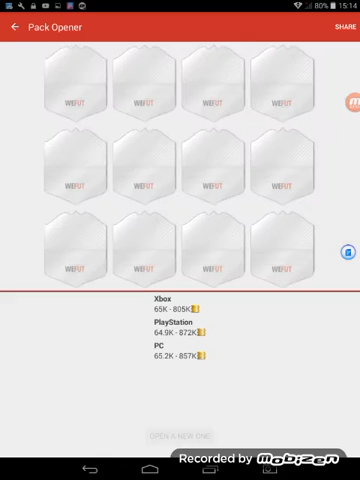 80% 15:14
Pack Opener SHARE
WEFUT WEFUT WEFUT WEFUT
WEFUT WEFUT WEFUT WEFUT
WEFUT WEFUT WEFUT WEFUT
Xbox
65K - 805K
PlayStation
64.9K - 872K
PC
65.2K - 857K
OPEN A NEW ONE
Recorded by Mobizen